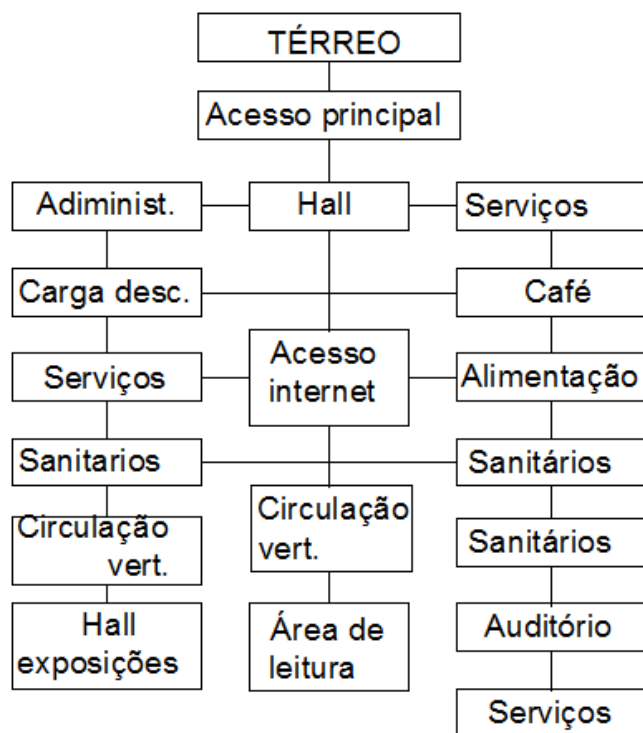 TÉRREO
Acesso principal
Adiminist.
Hall
Serviços
Carga desc.
Café
Acesso
internet
Serviços
Alimentação
Sanitarios
Sanitários
Circulação
vert.
Circulação
vert.
Sanitários
Hall
exposições
Área de
leitura
Auditório
Serviços